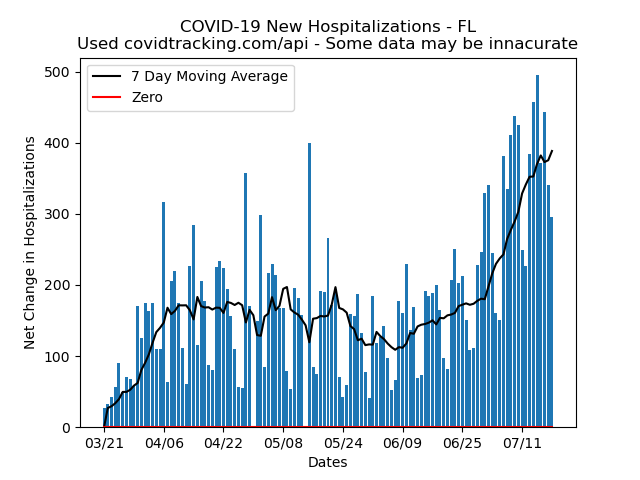 COVID-19 New Hospitalizations - FL
Used covidtracking.com/api - Some data may be innacurate
7 Day Moving Average
Zero
Net Change in Hospitalizations
500
400
300
200
100
0
03/21 04/06 04/22 05/08 05/24 06/09 06/25 07/11
Dates